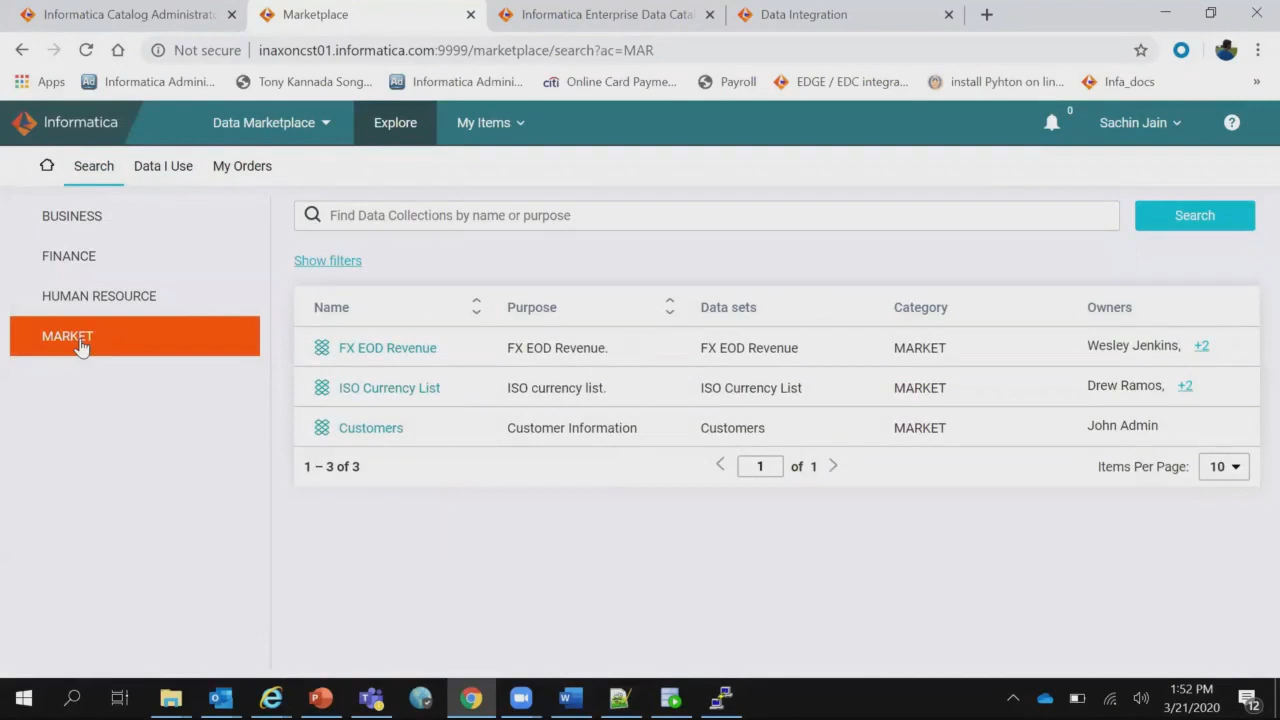 Informatica Catalog Administrat
Marketplace
Informatica Enterprise Data Cata
Data Integration
Not secure | inaxoncst01.informatica.com:9999/marketplace/search?ac=MAR
Apps
Informatica Admini...
Tony Kannada Song...
Informatica Admini...
citi Online Card Payme...
Payroll
EDGE / EDC integra...
install Pyhton on lin...
Infa_docs
»
Informatica
Data Marketplace
Explore
My Items
0
Sachin Jain
?
Search
Data I Use
My Orders
BUSINESS
FINANCE
HUMAN RESOURCE
MARKET
Find Data Collections by name or purpose
Search
Show filters
Name Purpose Data sets Category Owners
FX EOD Revenue FX EOD Revenue. FX EOD Revenue MARKET Wesley Jenkins, +2
ISO Currency List ISO currency list. ISO Currency List MARKET Drew Ramos, +2
Customers Customer Information Customers MARKET John Admin
1 – 3 of 3
1 of 1
Items Per Page: 10
1:52 PM
3/21/2020
12